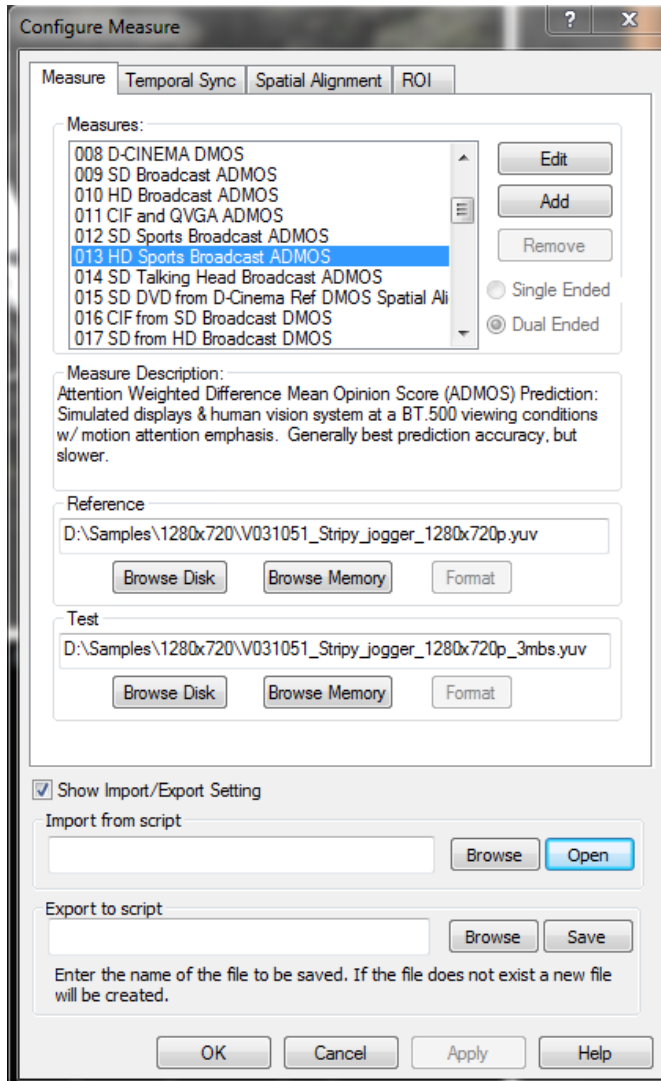 Configure Measure
? X
Measure Temporal Sync Spatial Alignment ROI
Measures:
008 D-CINEMA DMOS
009 SD Broadcast ADMOS
010 HD Broadcast ADMOS
011 CIF and QVGA ADMOS
012 SD Sports Broadcast ADMOS
013 HD Sports Broadcast ADMOS
014 SD Talking Head Broadcast ADMOS
015 SD DVD from D-Cinema Ref DMOS Spatial Ali
016 CIF from SD Broadcast DMOS
017 SD from HD Broadcast DMOS
Edit
Add
Remove
Single Ended
Dual Ended
Measure Description:
Attention Weighted Difference Mean Opinion Score (ADMOS) Prediction:
Simulated displays & human vision system at a BT.500 viewing conditions
w/ motion attention emphasis. Generally best prediction accuracy, but
slower.
Reference
D:\Samples\1280x720\V031051_Stripy_jogger_1280x720p.yuv
Browse Disk Browse Memory Format
Test
D:\Samples\1280x720\V031051_Stripy_jogger_1280x720p_3mbs.yuv
Browse Disk Browse Memory Format
Show Import/Export Setting
Import from script
Browse Open
Export to script
Browse Save
Enter the name of the file to be saved. If the file does not exist a new file
will be created.
OK Cancel Apply Help